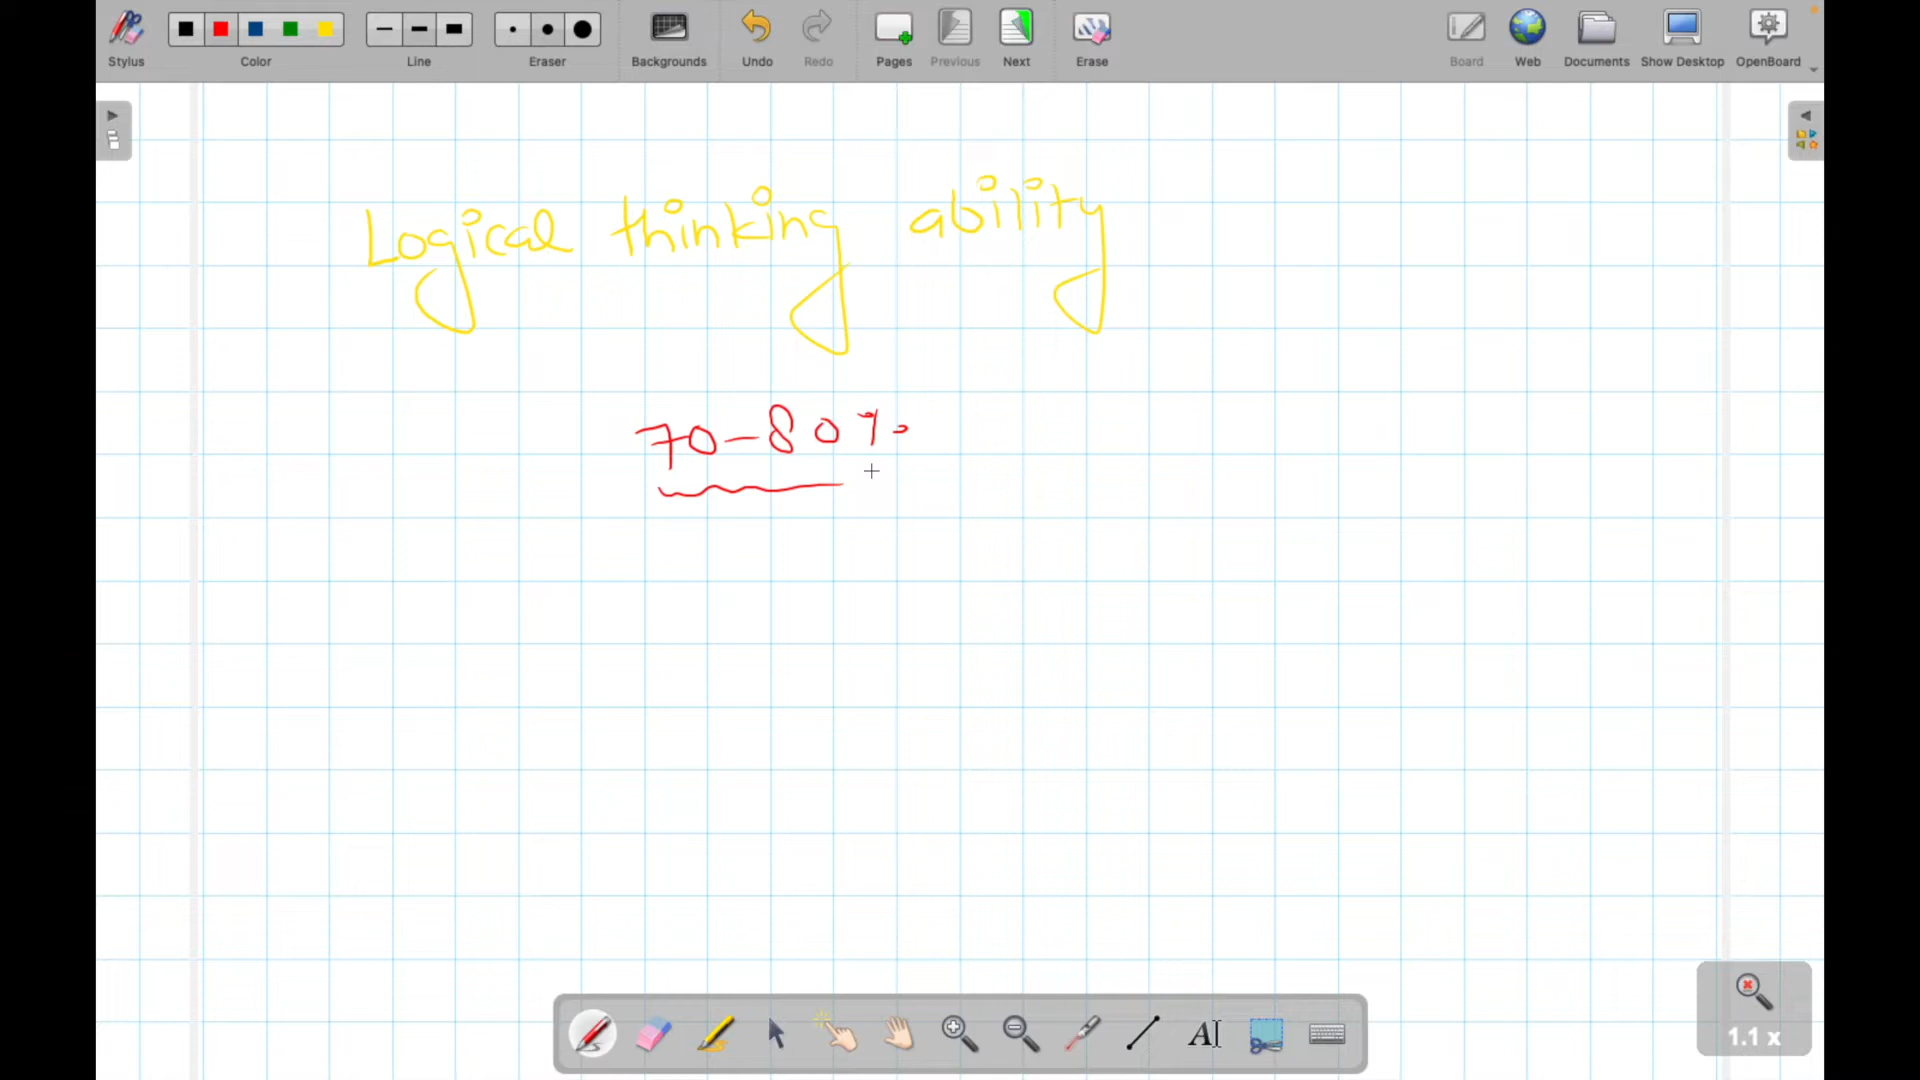 Stylus Color Line Eraser Backgrounds Undo Redo Pages Previous Next Erase Board Web Documents Show Desktop OpenBoard
Logical thinking ability
70-80%
1.1 x